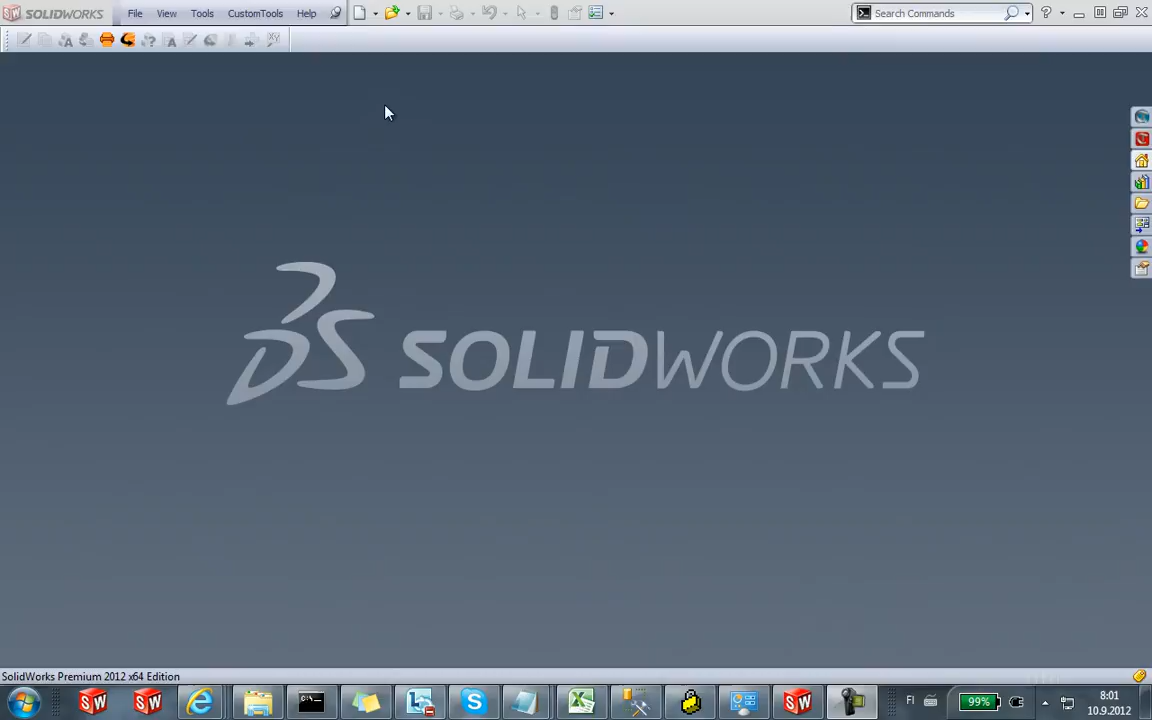 SOLIDWORKS File View Tools CustomTools Help Search Commands
SOLIDWORKS
SolidWorks Premium 2012 x64 Edition
FI 99% 8:01
10.9.2012